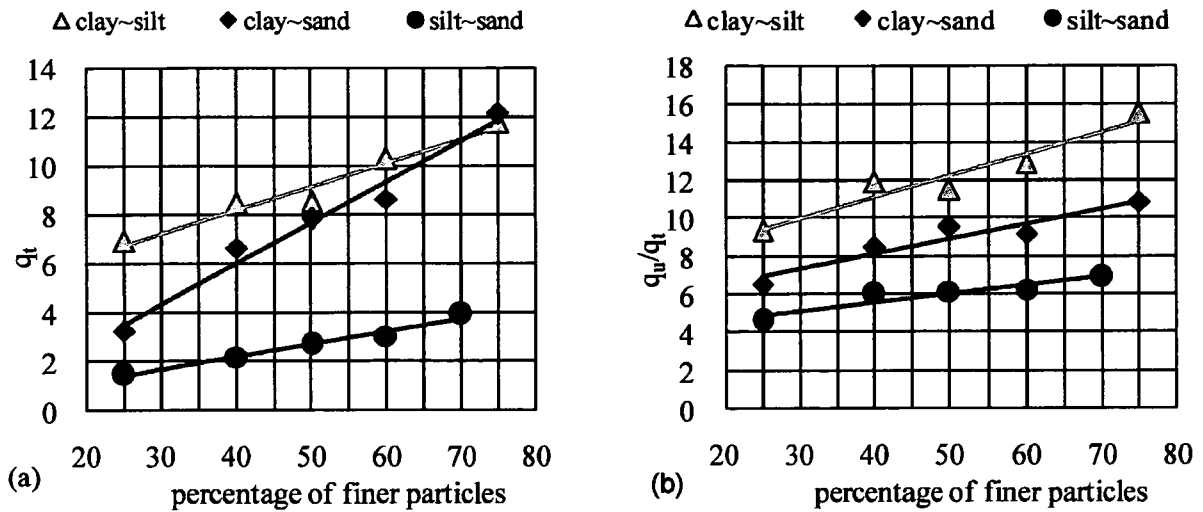 △ clay~silt ◆ clay~sand ● silt~sand
14
12
10
8
6
4
2
0
q_t
20 30 40 50 60 70 80
percentage of finer particles
(a)
△ clay~silt ◆ clay~sand ● silt~sand
18
16
14
12
10
8
6
4
2
0
q_u/q_t
20 30 40 50 60 70 80
percentage of finer particles
(b)